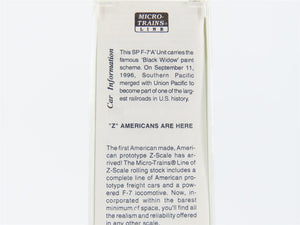 MICRO-
TRAINS®
LINE
Car Information
This SP F-7'A'Unit carries the
famous 'Black Widow' paint
scheme. On September 11,
1996, Southern Pacific
merged with Union Pacific to
become part of one of the larg-
est railroads in U.S. history.
"Z" AMERICANS ARE HERE
The first American made, Amer-
ican prototype Z-Scale has
arrived! The Micro-Trains® Line of
Z-Scale rolling stock includes a
complete line of American pro-
totype freight cars and a pow-
ered F-7 locomotive. Now, in-
corporated within the barest
minimum of space, you'll find all
the realism and reliability offered
in any other scale.